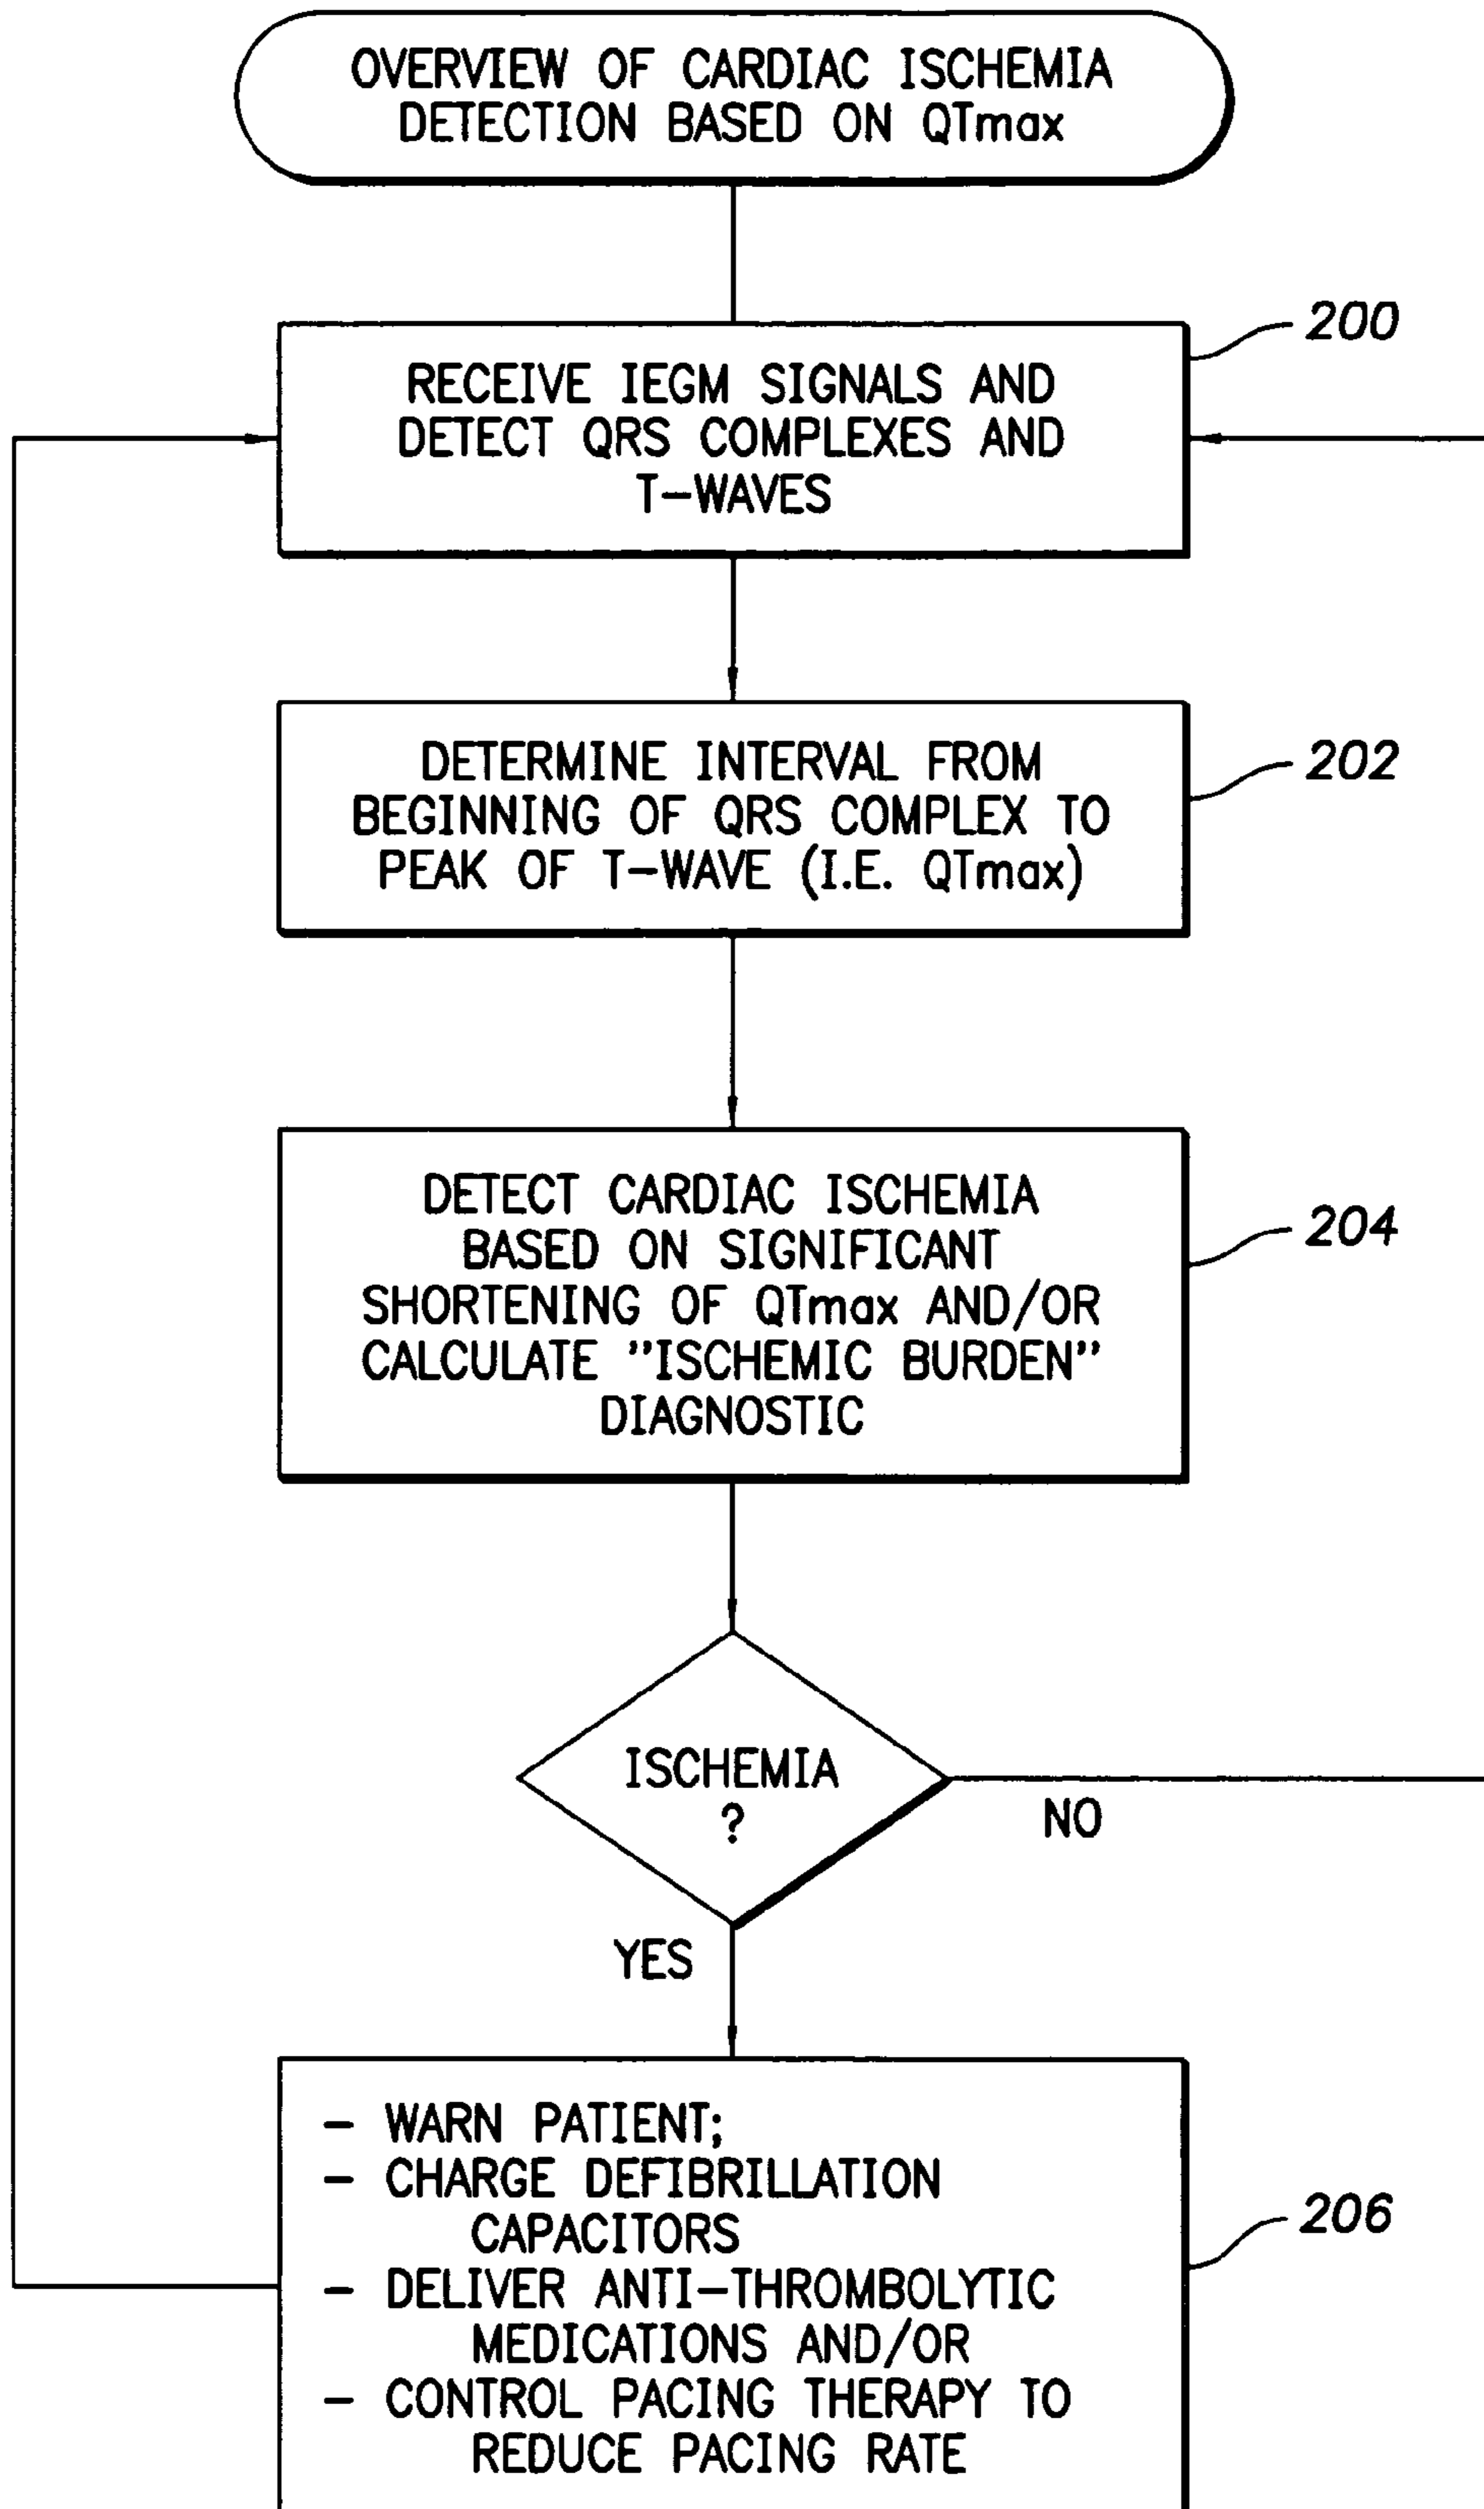 OVERVIEW OF CARDIAC ISCHEMIA
DETECTION BASED ON QTmax
200
RECEIVE IEGM SIGNALS AND
DETECT QRS COMPLEXES AND
T-WAVES
202
DETERMINE INTERVAL FROM
BEGINNING OF QRS COMPLEX TO
PEAK OF T-WAVE (I.E. QTmax)
204
DETECT CARDIAC ISCHEMIA
BASED ON SIGNIFICANT
SHORTENING OF QTmax AND/OR
CALCULATE "ISCHEMIC BURDEN"
DIAGNOSTIC
ISCHEMIA
?
NO
YES
206
- WARN PATIENT;
- CHARGE DEFIBRILLATION
CAPACITORS
- DELIVER ANTI-THROMBOLYTIC
MEDICATIONS AND/OR
- CONTROL PACING THERAPY TO
REDUCE PACING RATE